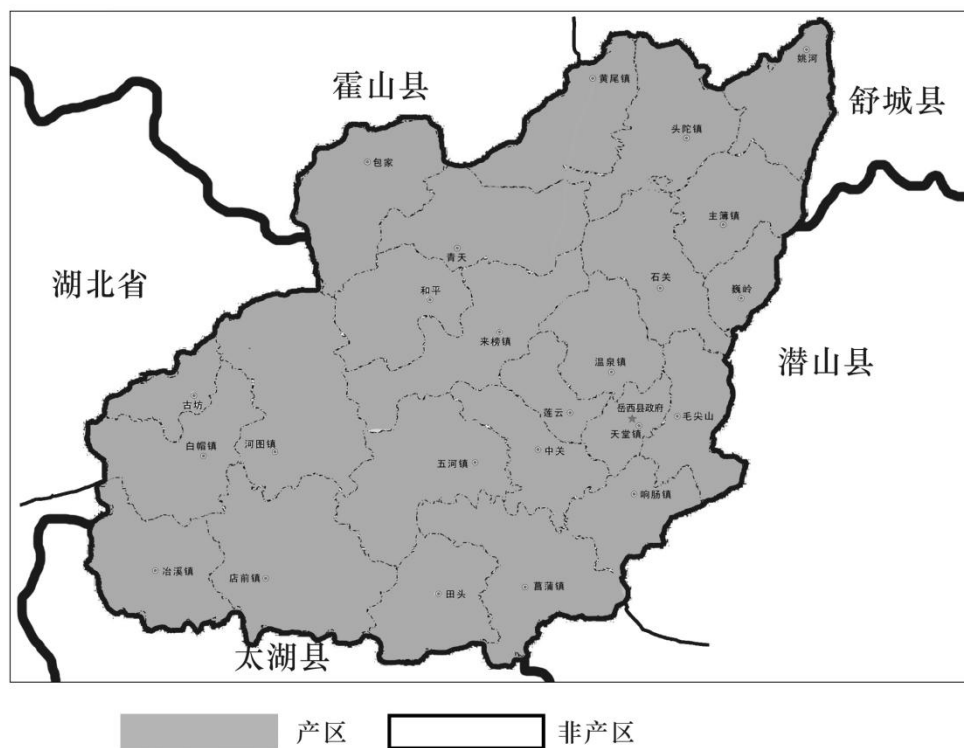 姚河
黄尾镇
霍山县
舒城县
头陀镇
包家
主蒲镇
青天
湖北省
石关
和平
巍岭
来榜镇
潜山县
温泉镇
古坊
莲云
岳西县政府
毛尖山
天堂镇
白帽镇
河图镇
中关
五河镇
响肠镇
冶溪镇
店前镇
田头
菖蒲镇
太湖县
产区
非产区